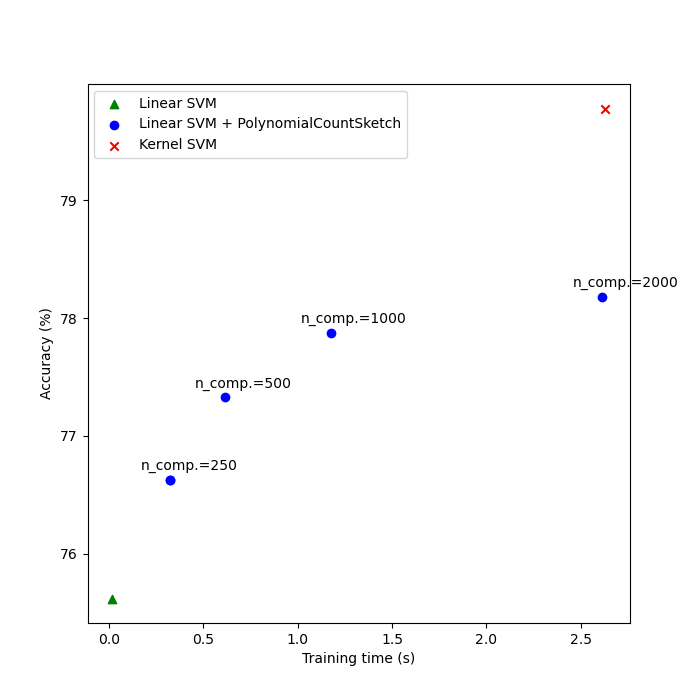 Linear SVM
Linear SVM + PolynomialCountSketch
Kernel SVM
n_comp.=2000
n_comp.=1000
n_comp.=500
n_comp.=250
79
78
77
76
Accuracy (%)
0.0 0.5 1.0 1.5 2.0 2.5
Training time (s)